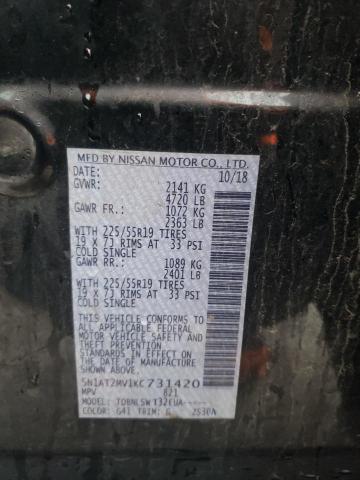 MFD BY NISSAN MOTOR CO., LTD.
DATE: 10/18
GVWR: 2141 KG
4720 LB
GAWR FR.: 1072 KG
2363 LB
WITH 225/55R19 TIRES
19 X 7J RIMS AT 33 PSI
COLD SINGLE
GAWR RR.: 1089 KG
2401 LB
WITH 225/55R19 TIRES
19 X 7J RIMS AT 33 PSI
COLD SINGLE
THIS VEHICLE CONFORMS
TO ALL APPLICABLE FEDERAL
MOTOR VEHICLE SAFETY
STANDARDS IN EFFECT ON
THE DATE OF MANUFACTURE
SHOWN ABOVE.
5N1AT2MV1KC731420
MPV 821
MODEL:
COLOR: G41 TRIM: G